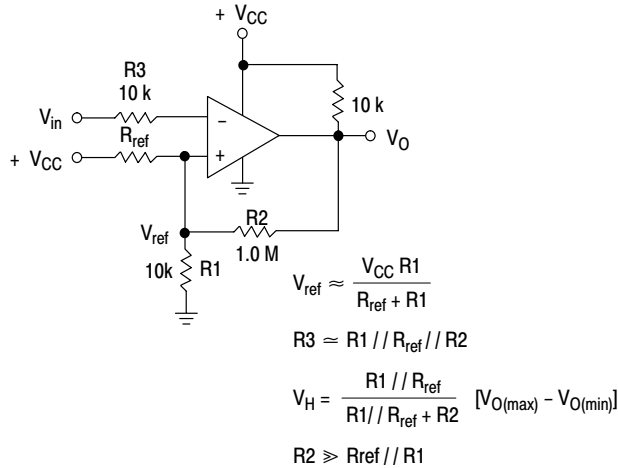 + VCC
R3
10 k
10 k
Vin
−
Rref
VO
+ VCC
+
R2
Vref
1.0 M
10k
R1
Vref ≈ VCC R1 / Rref + R1
R3 ≃ R1 // Rref // R2
VH = R1 // Rref / R1// Rref + R2 [VO(max) − VO(min)]
R2 ≫ Rref // R1